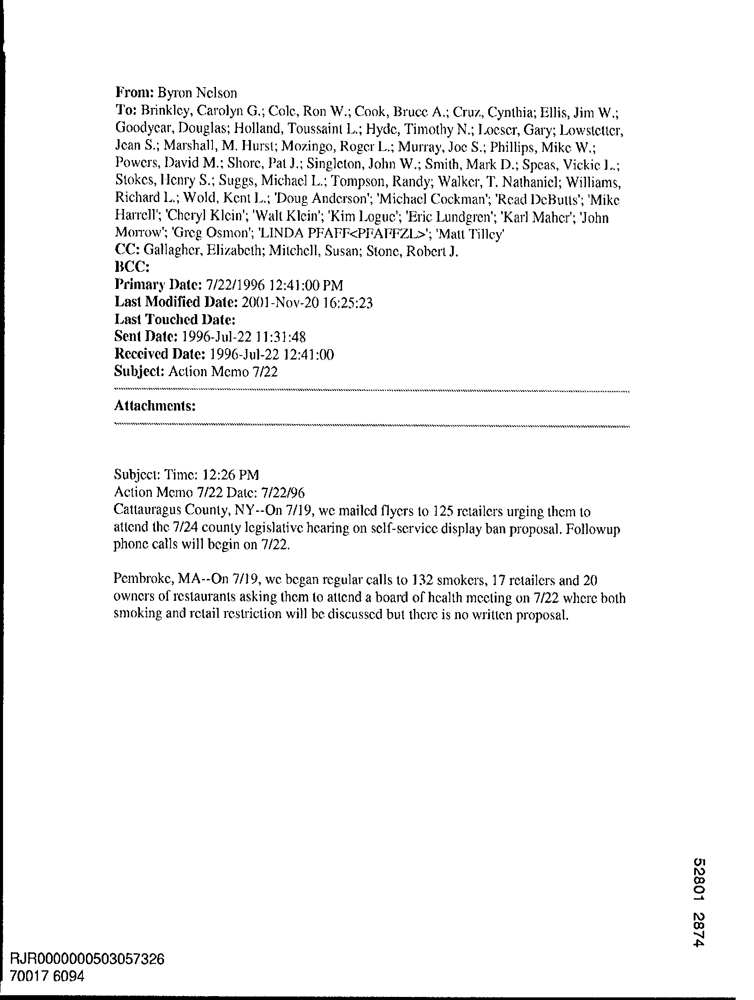 From: Byron Nelson
To: Brinkley, Carolyn G.; Cole, Ron W.; Cook, Bruce A.; Cruz, Cynthia; Ellis, Jim W.;
Goodyear, Douglas; Holland, Toussaint L.; Hyde, Timothy N.; Loeser, Gary; Lowstetter,
Jean S.; Marshall, M. Hurst; Mozingo, Roger L.; Murray, Joe S.; Phillips, Mike W.;
Powers, David M.; Shore, Pat J.; Singleton, John W.; Smith, Mark D.; Speas, Vickie L.;
Stokes, Henry S.; Suggs, Michael L.; Tompson, Randy; Walker, T. Nathaniel; Williams,
Richard L.; Wold, Kent L.; 'Doug Anderson'; 'Michael Cockman'; 'Read DeButts'; 'Mike
Harrell'; 'Cheryl Klein'; 'Walt Klein'; 'Kim Logue'; 'Eric Lundgren'; 'Karl Maher'; 'John
Morrow'; 'Greg Osmon'; 'LINDA PFAFF<PFAFFZL>'; 'Matt Tilley'
CC: Gallagher, Elizabeth; Mitchell, Susan; Stone, Robert J.
BCC:
Primary Date: 7/22/1996 12:41:00 PM
Last Modified Date: 2001-Nov-20 16:25:23
Last Touched Date:
Sent Date: 1996-Jul-22 11:31:48
Received Date: 1996-Jul-22 12:41:00
Subject: Action Memo 7/22
Attachments:
Subject: Time: 12:26 PM
Action Memo 7/22 Date: 7/22/96
Cattauragus County, NY--On 7/19, we mailed flyers to 125 retailers urging them to
attend the 7/24 county legislative hearing on self-service display ban proposal. Followup
phone calls will begin on 7/22.
Pembroke, MA--On 7/19, we began regular calls to 132 smokers, 17 retailers and 20
owners of restaurants asking them to attend a board of health meeting on 7/22 where both
smoking and retail restriction will be discussed but there is no written proposal.
52801 2874
RJR0000000503057326
70017 6094